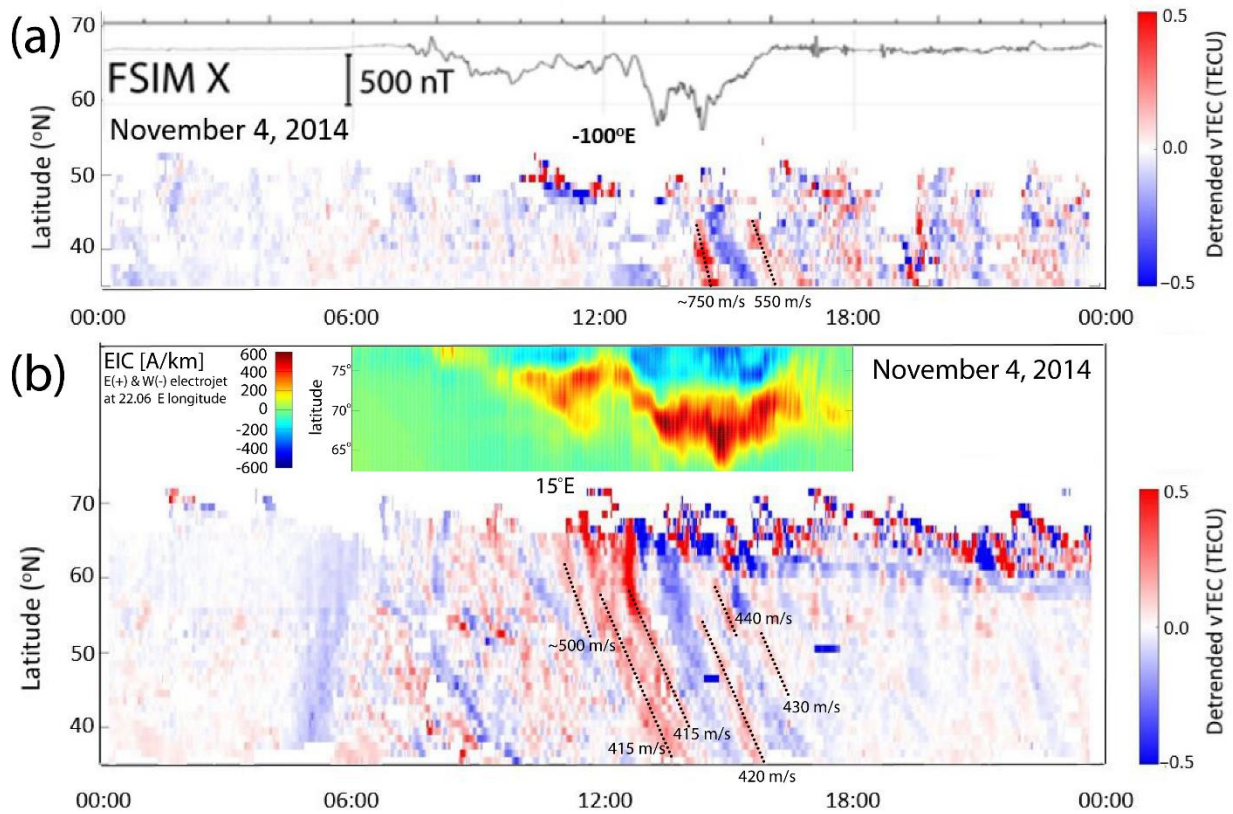 (a)
70
60
50
40
Latitude (ºN)
FSIM X
500 nT
November 4, 2014
-100ºE
~750 m/s
550 m/s
00:00 06:00 12:00 18:00 00:00
0.5
0.0
−0.5
Detrended vTEC (TECU)
(b)
EIC [A/km]
E(+) & W(-) electrojet
at 22.06 E longitude
600
400
200
0
-200
-400
-600
latitude
75°
70°
65°
November 4, 2014
15°E
70
60
50
40
Latitude (ºN)
~500 m/s
440 m/s
430 m/s
415 m/s
415 m/s
420 m/s
00:00 06:00 12:00 18:00 00:00
0.5
0.0
−0.5
Detrended vTEC (TECU)